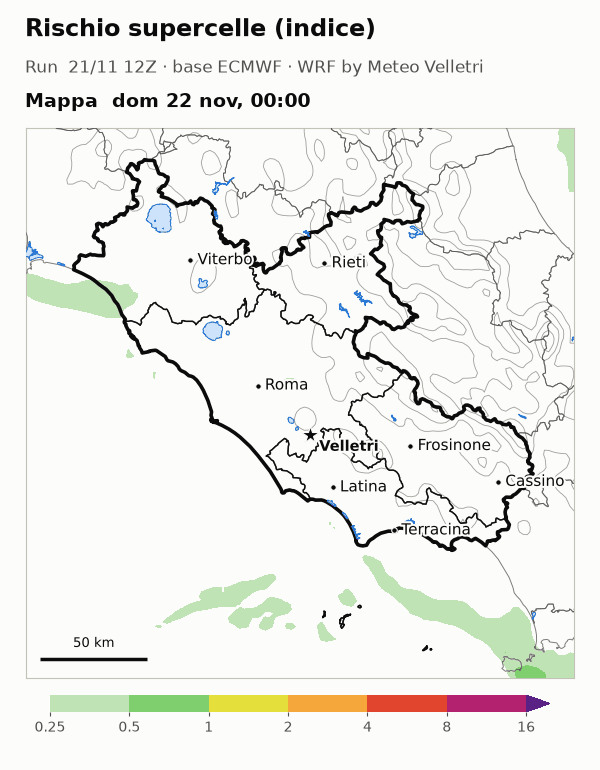 Rischio supercelle (indice)
Run  21/11 12Z · base ECMWF · WRF by Meteo Velletri
Mappa  dom 22 nov, 00:00
Viterbo
Rieti
Roma
Velletri
Frosinone
Cassino
Latina
Terracina
50 km
0.25 0.5 1 2 4 8 16